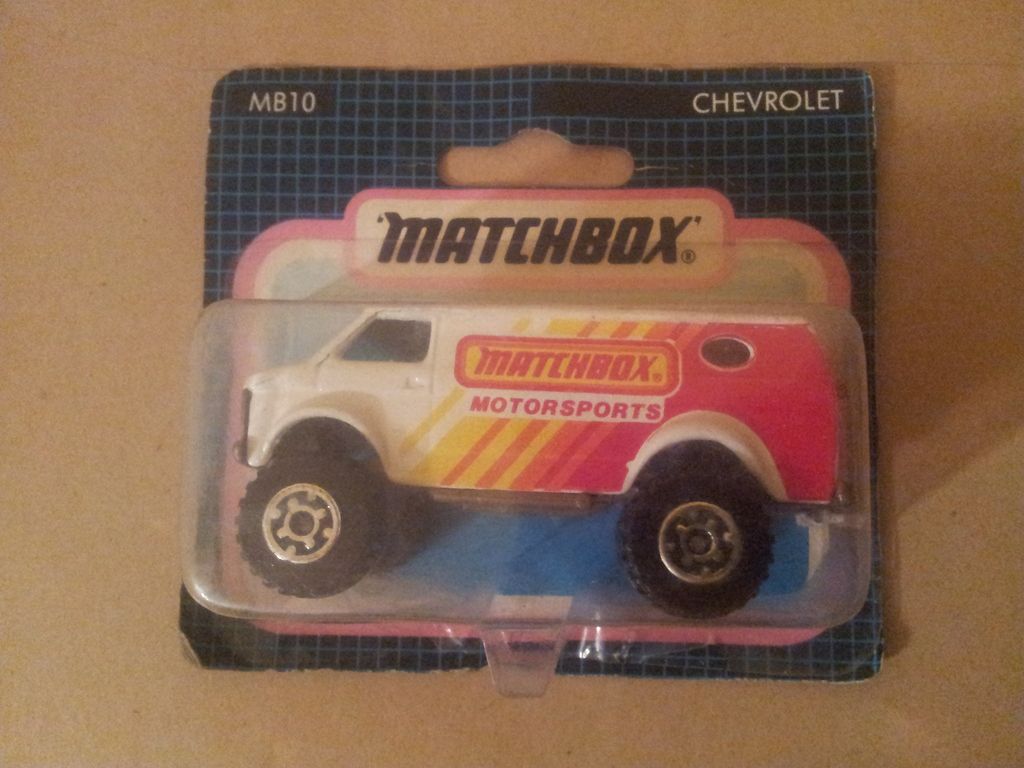 MB10
CHEVROLET
'MATCHBOX'®
MATCHBOX®
MOTORSPORTS